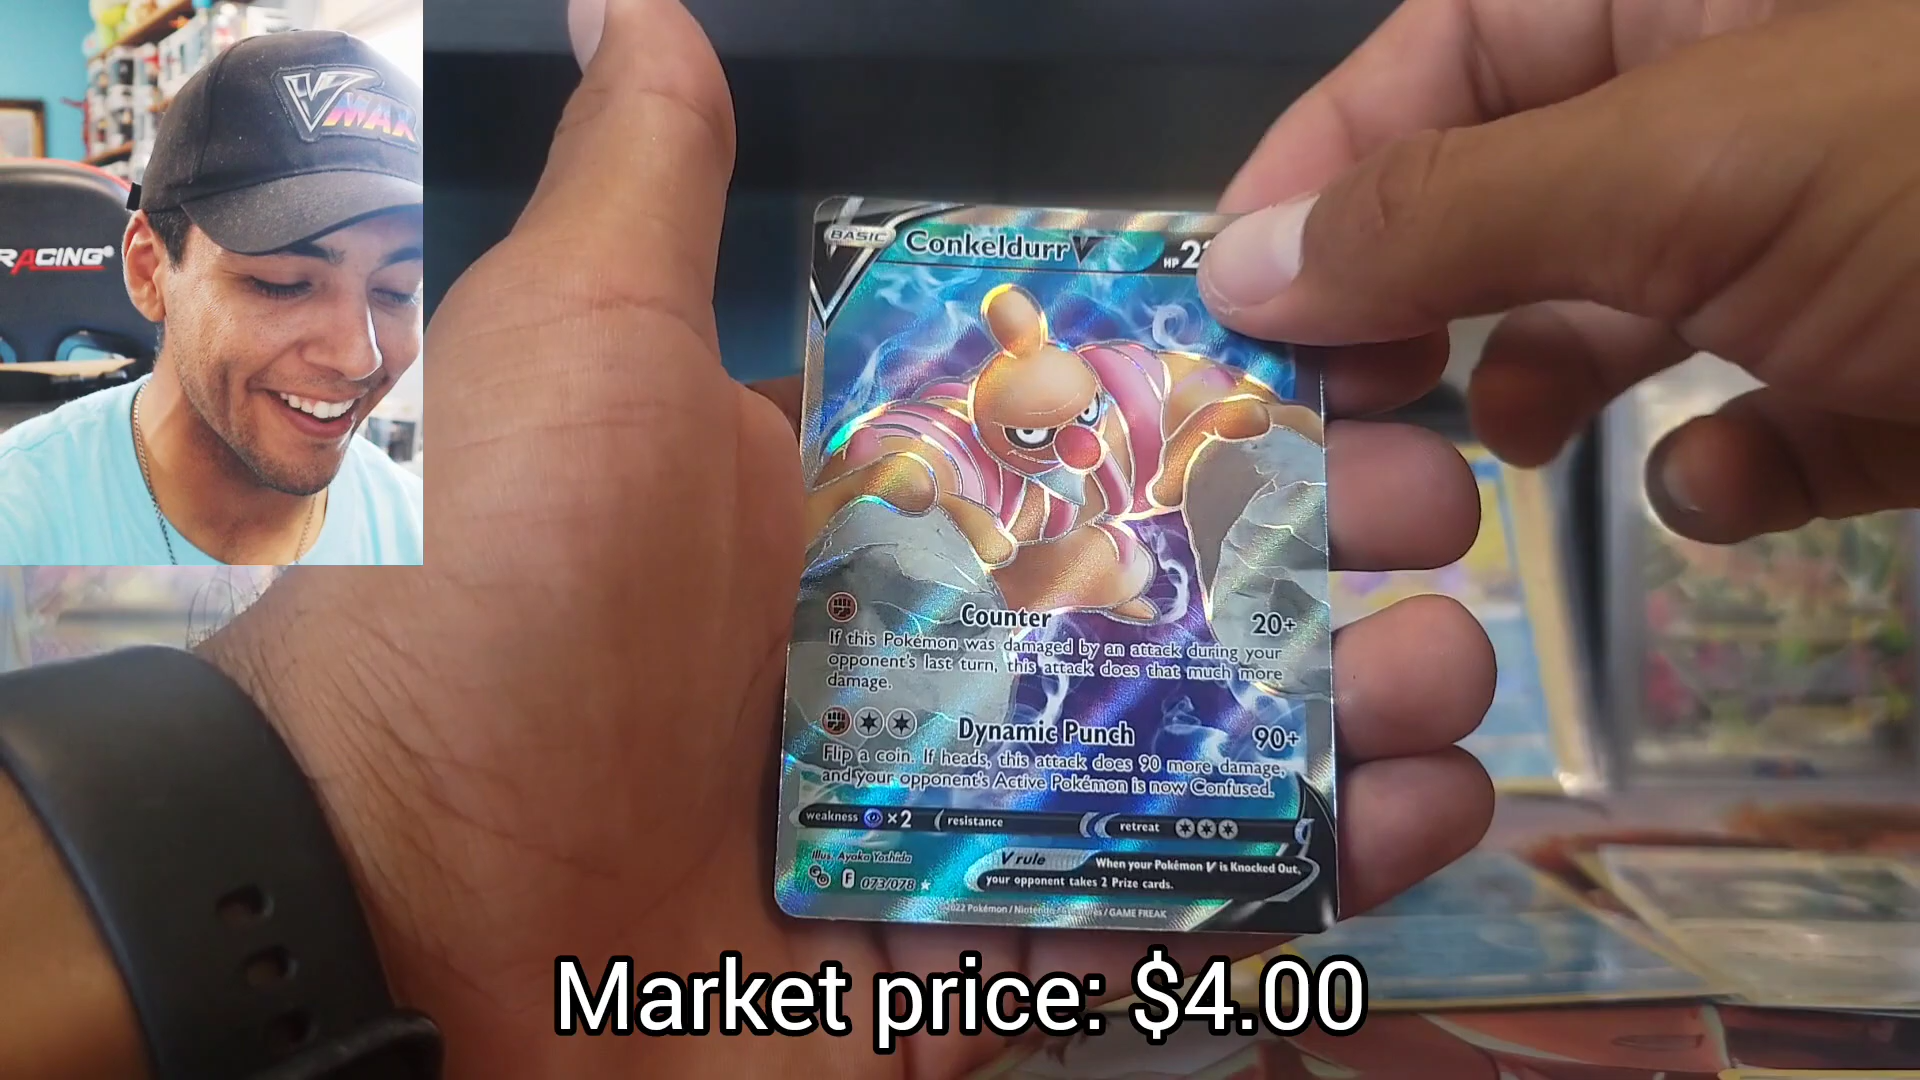 LVL
VMAX
RACING®
BASIC
Conkeldurr V
HP 2
Counter 20+
If this Pokémon was damaged by an attack during your
opponent's last turn, this attack does that much more
damage.
Dynamic Punch 90+
Flip a coin. If heads, this attack does 90 more damage,
and your opponent's Active Pokémon is now Confused.
weakness ×2 resistance retreat
Illus. Ayaka Yoshida
V rule When your Pokémon V is Knocked Out,
your opponent takes 2 Prize cards.
F 073/078
2022 Pokémon / Nintendo / Creatures / GAME FREAK
Market price: $4.00